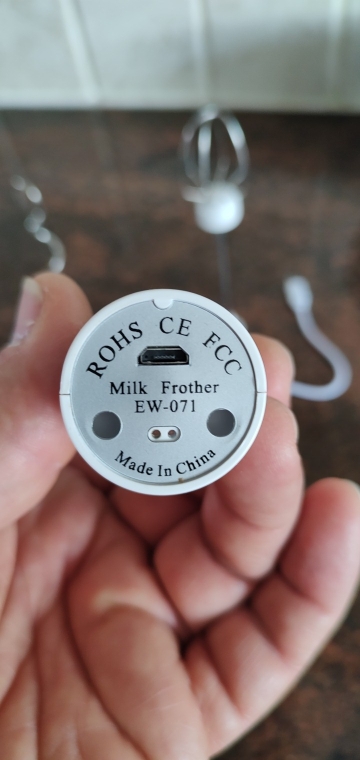 ROHS CE FCC
Milk Frother
EW-071
Made In China